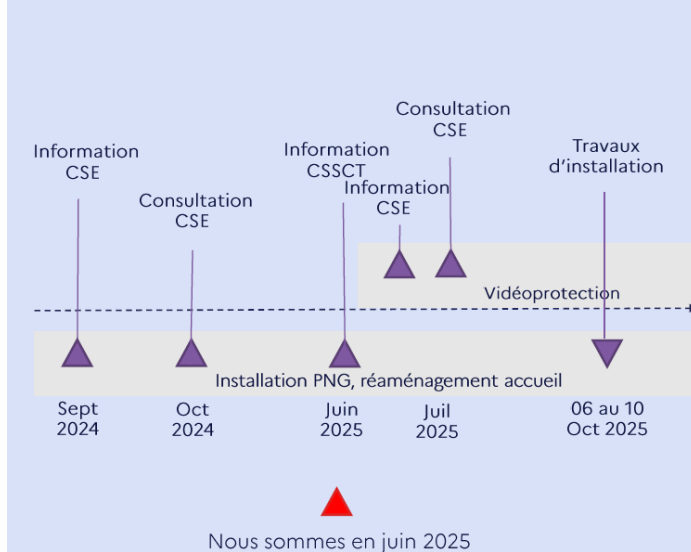 Consultation
CSE
Information
CSE
Information
CSSCT
Travaux
d'installation
Consultation
CSE
Information
CSE
Vidéoprotection
Installation PNG, réaménagement accueil
Sept
2024
Oct
2024
Juin
2025
Juil
2025
06 au 10
Oct 2025
Nous sommes en juin 2025